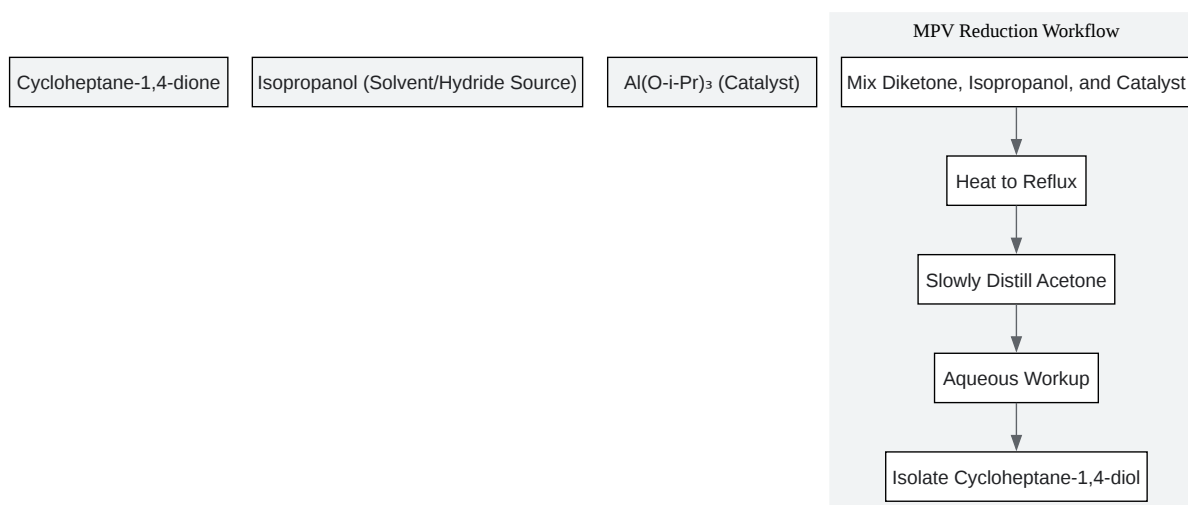 MPV Reduction Workflow
Cycloheptane-1,4-dione
Isopropanol (Solvent/Hydride Source)
Al(O-i-Pr)₃ (Catalyst)
Mix Diketone, Isopropanol, and Catalyst
Heat to Reflux
Slowly Distill Acetone
Aqueous Workup
Isolate Cycloheptane-1,4-diol